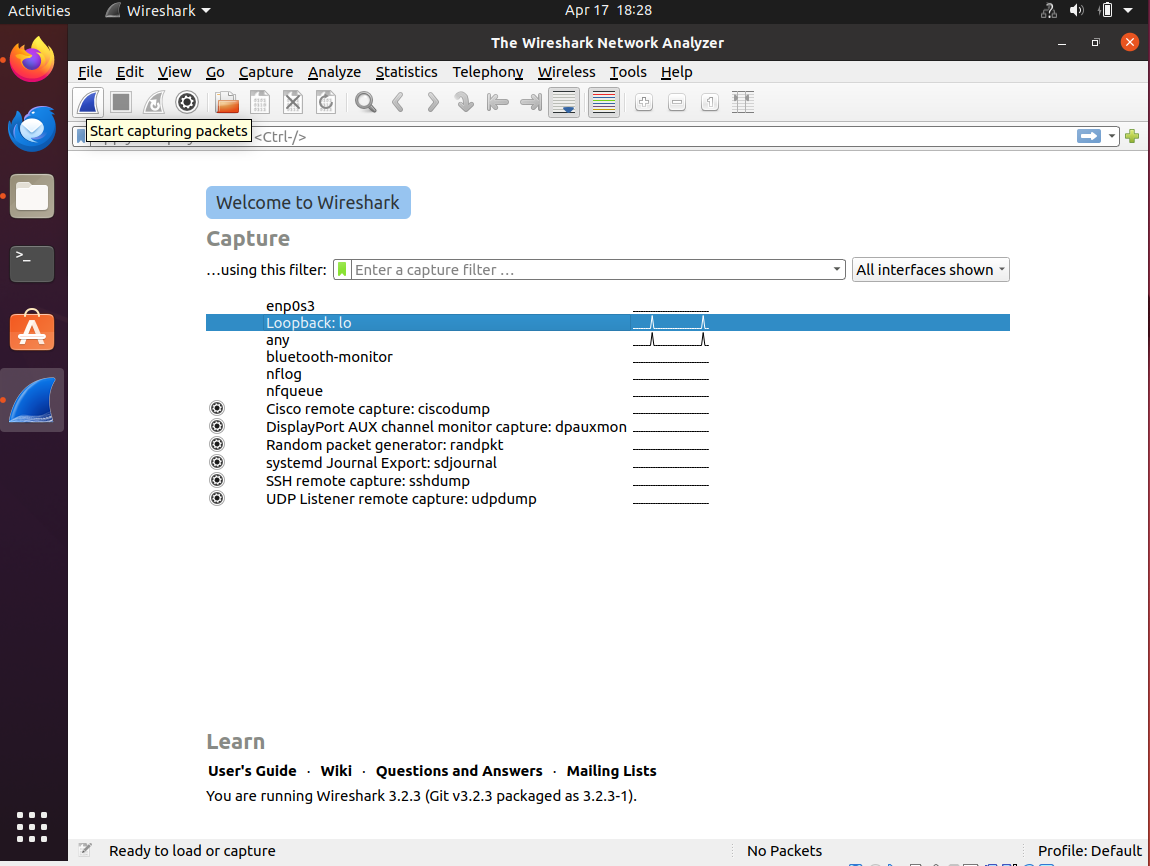 Activities Wireshark Apr 17 18:28
The Wireshark Network Analyzer
File Edit View Go Capture Analyze Statistics Telephony Wireless Tools Help
Start capturing packets
<Ctrl-/>
Welcome to Wireshark
Capture
...using this filter: Enter a capture filter ... All interfaces shown
enp0s3
Loopback: lo
any
bluetooth-monitor
nflog
nfqueue
Cisco remote capture: ciscodump
DisplayPort AUX channel monitor capture: dpauxmon
Random packet generator: randpkt
systemd Journal Export: sdjournal
SSH remote capture: sshdump
UDP Listener remote capture: udpdump
Learn
User's Guide · Wiki · Questions and Answers · Mailing Lists
You are running Wireshark 3.2.3 (Git v3.2.3 packaged as 3.2.3-1).
Ready to load or capture No Packets Profile: Default